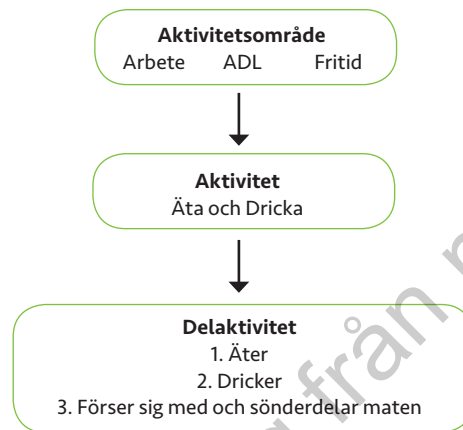 Aktivitetsområde
Arbete ADL Fritid
Aktivitet
Äta och Dricka
Delaktivitet
1. Äter
2. Dricker
3. Förser sig med och sönderdelar maten
från